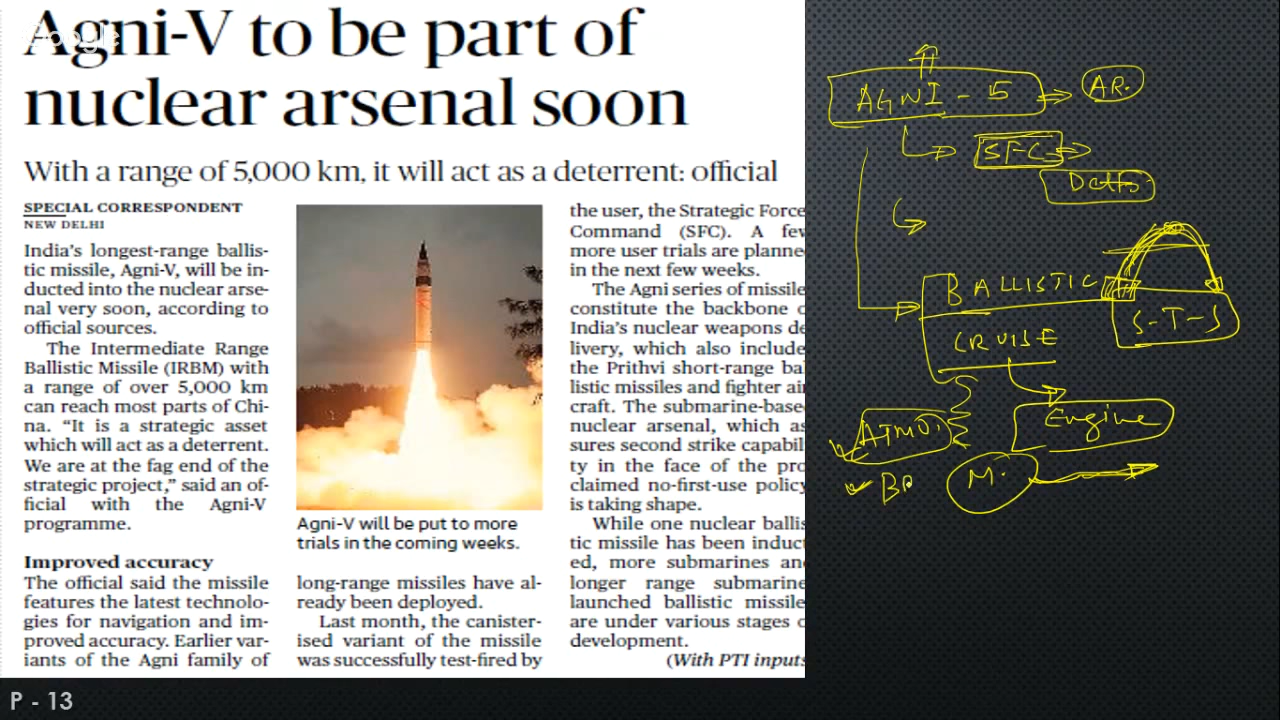 Google
Agni-V to be part of
nuclear arsenal soon
With a range of 5,000 km, it will act as a deterrent: official
SPECIAL CORRESPONDENT
NEW DELHI
India's longest-range ballis-
tic missile, Agni-V, will be in-
ducted into the nuclear arse-
nal very soon, according to
official sources.
The Intermediate Range
Ballistic Missile (IRBM) with
a range of over 5,000 km
can reach most parts of Chi-
na. “It is a strategic asset
which will act as a deterrent.
We are at the fag end of the
strategic project,” said an of-
ficial with the Agni-V
programme.
Improved accuracy
The official said the missile
features the latest technolo-
gies for navigation and im-
proved accuracy. Earlier var-
iants of the Agni family of
Agni-V will be put to more
trials in the coming weeks.
long-range missiles have al-
ready been deployed.
Last month, the canister-
ised variant of the missile
was successfully test-fired by
the user, the Strategic Force
Command (SFC). A few
more user trials are planne
in the next few weeks.
The Agni series of missile
constitute the backbone o
India's nuclear weapons de
livery, which also include
the Prithvi short-range bal
listic missiles and fighter air
craft. The submarine-base
nuclear arsenal, which as
sures second strike capabili
ty in the face of the pro
claimed no-first-use policy
is taking shape.
While one nuclear ballis
tic missile has been induct
ed, more submarines and
longer range submarine
launched ballistic missile
are under various stages o
development.
(With PTI inputs
AGNI - 5
AR.
SFC
BALLISTIC
S-T-S
CRUISE
Engine
ATMO.
M.
P - 13